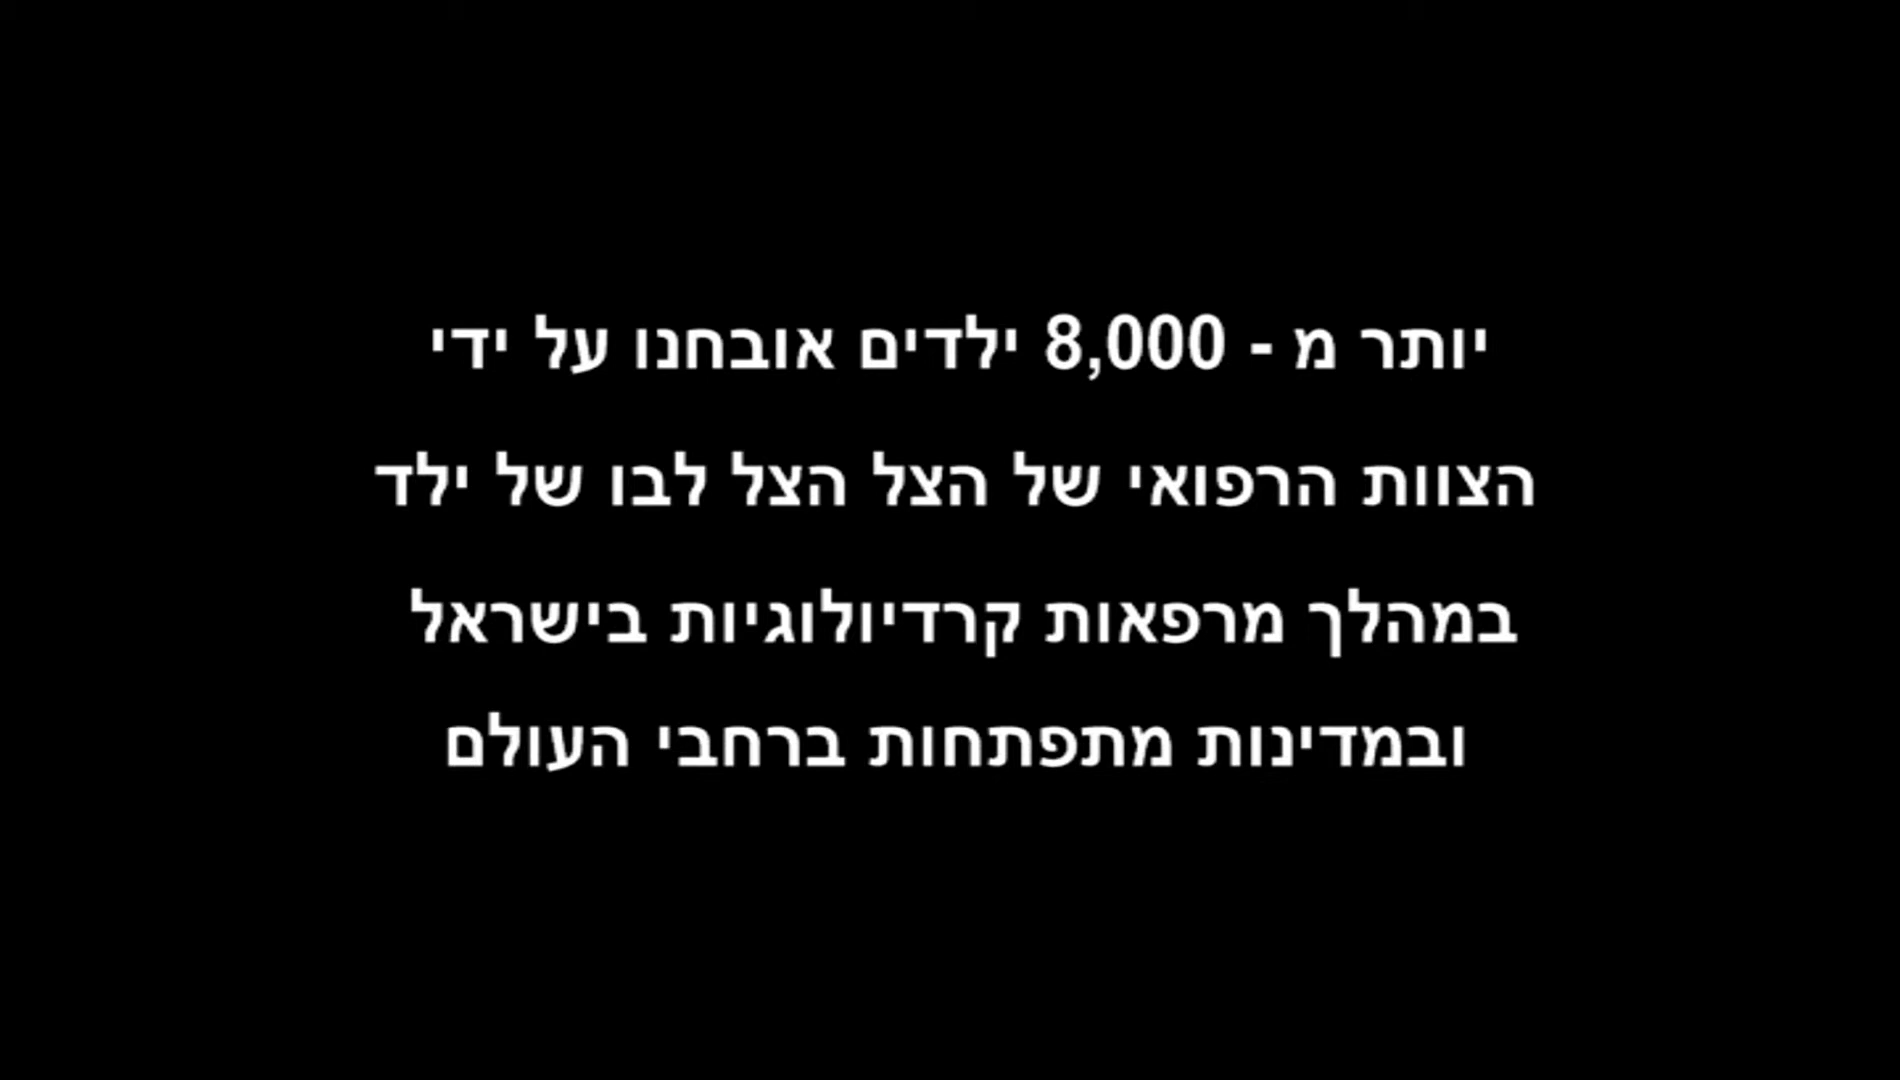 יותר מ - 8,000 ילדים אובחנו על ידי
הצוות הרפואי של הצל הצל לבו של ילד
במהלך מרפאות קרדיולוגיות בישראל
ובמדינות מתפתחות ברחבי העולם